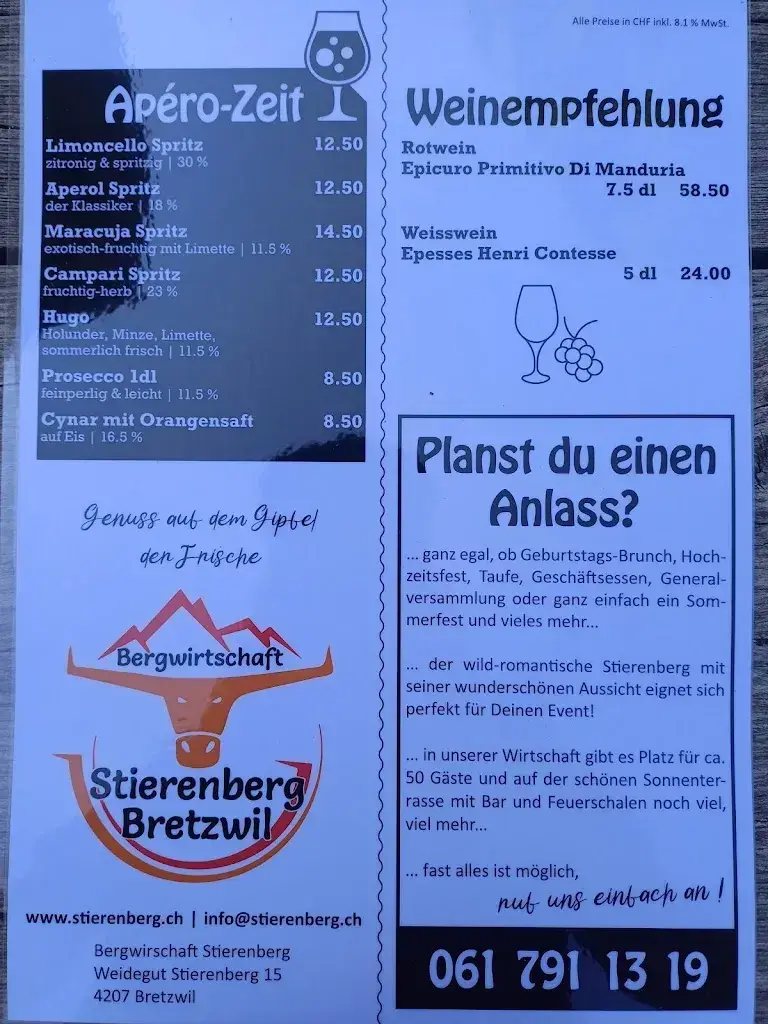 Apéro-Zeit
Limoncello Spritz 12.50
zitronig & spritzig | 30 %
Aperol Spritz 12.50
der Klassiker | 18 %
Maracuja Spritz 14.50
exotisch-fruchtig mit Limette | 11.5 %
Campari Spritz 12.50
fruchtig-herb | 23 %
Hugo 12.50
Holunder, Minze, Limette,
sommerlich frisch | 11.5 %
Prosecco 1dl 8.50
feinperlig & leicht | 11.5 %
Cynar mit Orangensaft 8.50
auf Eis | 16.5 %
Genuss auf dem Gipfel
der Frische
Bergwirtschaft
Stierenberg
Bretzwil
www.stierenberg.ch | info@stierenberg.ch
Bergwirschaft Stierenberg
Weidegut Stierenberg 15
4207 Bretzwil
Alle Preise in CHF inkl. 8.1 % MwSt.
Weinempfehlung
Rotwein
Epicuro Primitivo Di Manduria
7.5 dl 58.50
Weisswein
Epesses Henri Contesse
5 dl 24.00
Planst du einen
Anlass?
... ganz egal, ob Geburtstags-Brunch, Hoch-
zeitsfest, Taufe, Geschäftsessen, General-
versammlung oder ganz einfach ein Som-
merfest und vieles mehr...
... der wild-romantische Stierenberg mit
seiner wunderschönen Aussicht eignet sich
perfekt für Deinen Event!
... in unserer Wirtschaft gibt es Platz für ca.
50 Gäste und auf der schönen Sonnenter-
rasse mit Bar und Feuerschalen noch viel,
viel mehr...
... fast alles ist möglich,
ruf uns einfach an !
061 791 13 19